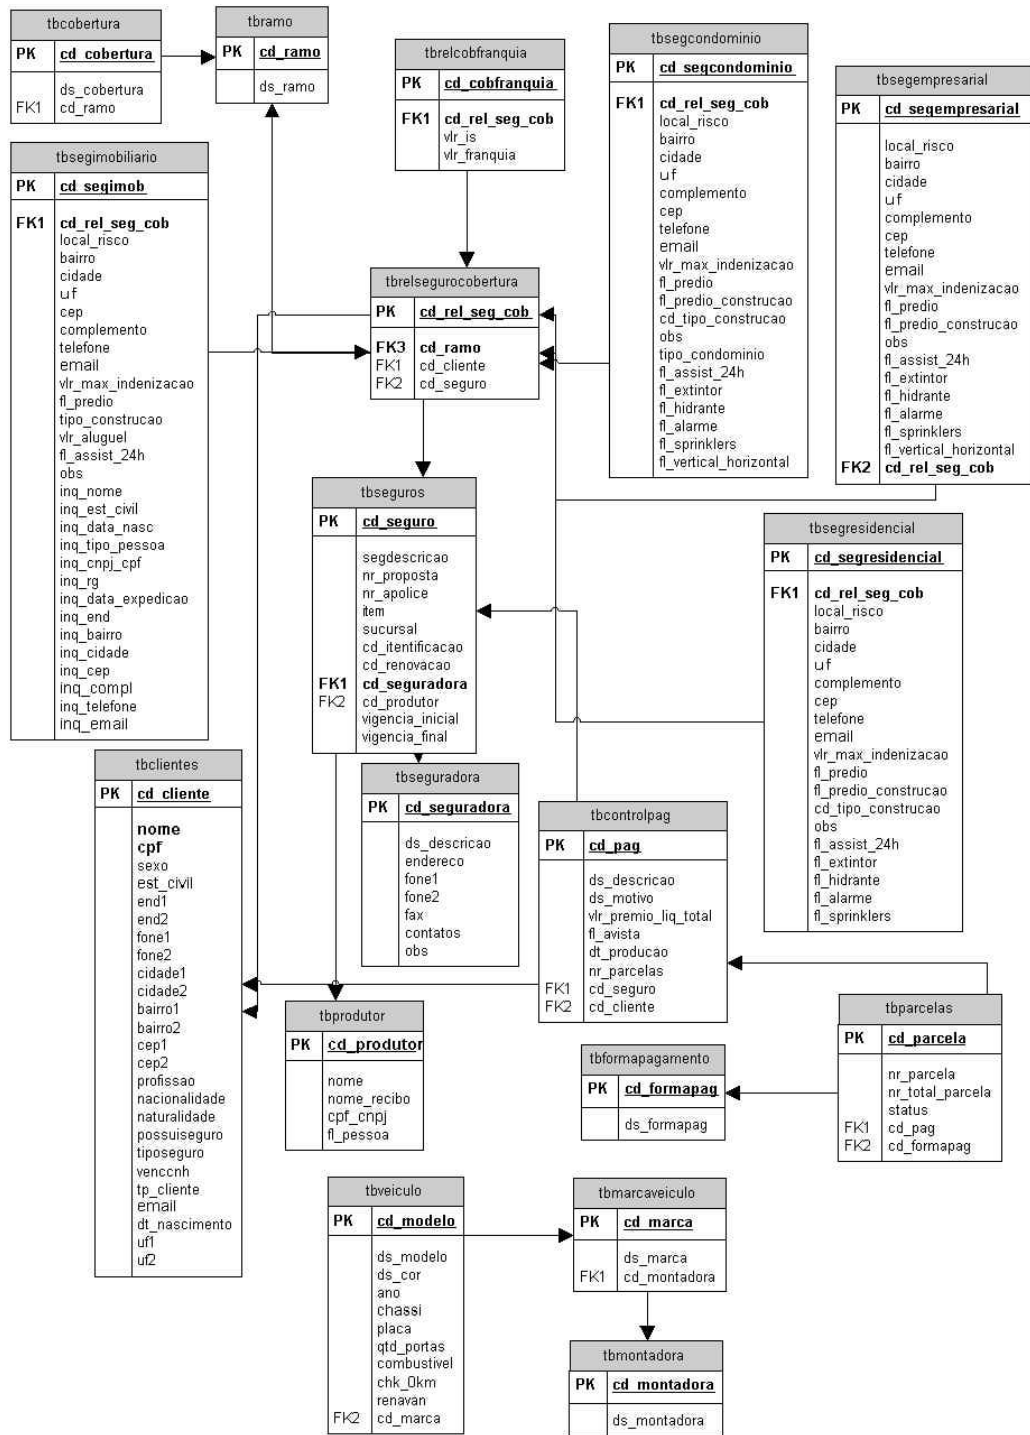 tbcobertura
PK cd_cobertura
ds_cobertura
FK1 cd_ramo
tbramo
PK cd_ramo
ds_ramo
tbrelcobfranquia
PK cd_cobfranquia
FK1 cd_rel_seg_cob
vlr_is
vlr_franquia
tbsegcondominio
PK cd_segcondominio
FK1 cd_rel_seg_cob
local_risco
bairro
cidade
uf
complemento
cep
telefone
email
vlr_max_indenizacao
fl_predio
fl_predio_construcao
cd_tipo_construcao
obs
tipo_condominio
fl_assist_24h
fl_extintor
fl_hidrante
fl_alarme
fl_sprinklers
fl_vertical_horizontal
tbsegempresarial
PK cd_segempresarial
local_risco
bairro
cidade
uf
complemento
cep
telefone
email
vlr_max_indenizacao
fl_predio
fl_predio_construcao
obs
fl_assist_24h
fl_extintor
fl_hidrante
fl_alarme
fl_sprinklers
fl_vertical_horizontal
FK2 cd_rel_seg_cob
tbsegimobiliario
PK cd_segimob
FK1 cd_rel_seg_cob
local_risco
bairro
cidade
uf
cep
complemento
telefone
email
vlr_max_indenizacao
fl_predio
tipo_construcao
vlr_aluguel
fl_assist_24h
obs
inq_nome
inq_est_civil
inq_data_nasc
inq_tipo_pessoa
inq_cnpj_cpf
inq_rg
inq_data_expedicao
inq_end
inq_bairro
inq_cidade
inq_cep
inq_compl
inq_telefone
inq_email
tbrelsegurocobertura
PK cd_rel_seg_cob
FK3 cd_ramo
FK1 cd_cliente
FK2 cd_seguro
tbseguros
PK cd_seguro
segdescricao
nr_proposta
nr_apolice
item
sucursal
cd_itentificacao
cd_renovacao
FK1 cd_seguradora
FK2 cd_produtor
vigencia_inicial
vigencia_final
tbsegresidencial
PK cd_segresidencial
FK1 cd_rel_seg_cob
local_risco
bairro
cidade
uf
complemento
cep
telefone
email
vlr_max_indenizacao
fl_predio
fl_predio_construcao
cd_tipo_construcao
obs
fl_assist_24h
fl_extintor
fl_hidrante
fl_alarme
fl_sprinklers
tbclientes
PK cd_cliente
nome
cpf
sexo
est_civil
end1
end2
fone1
fone2
cidade1
cidade2
bairro1
bairro2
cep1
cep2
profissao
nacionalidade
naturalidade
possuiseguro
tiposeguro
venccnh
tp_cliente
email
dt_nascimento
uf1
uf2
tbseguradora
PK cd_seguradora
ds_descricao
endereco
fone1
fone2
fax
contatos
obs
tbcontrolpag
PK cd_pag
ds_descricao
ds_motivo
vlr_premio_liq_total
fl_avista
dt_producao
nr_parcelas
FK1 cd_seguro
FK2 cd_cliente
tbprodutor
PK cd_produtor
nome
nome_recibo
cpf_cnpj
fl_pessoa
tbformapagamento
PK cd_formapag
ds_formapag
tbparcelas
PK cd_parcela
nr_parcela
nr_total_parcela
status
FK1 cd_pag
FK2 cd_formapag
tbveiculo
PK cd_modelo
ds_modelo
ds_cor
ano
chassi
placa
qtd_portas
combustivel
chk_0km
renavan
FK2 cd_marca
tbmarcaveiculo
PK cd_marca
ds_marca
FK1 cd_montadora
tbmontadora
PK cd_montadora
ds_montadora